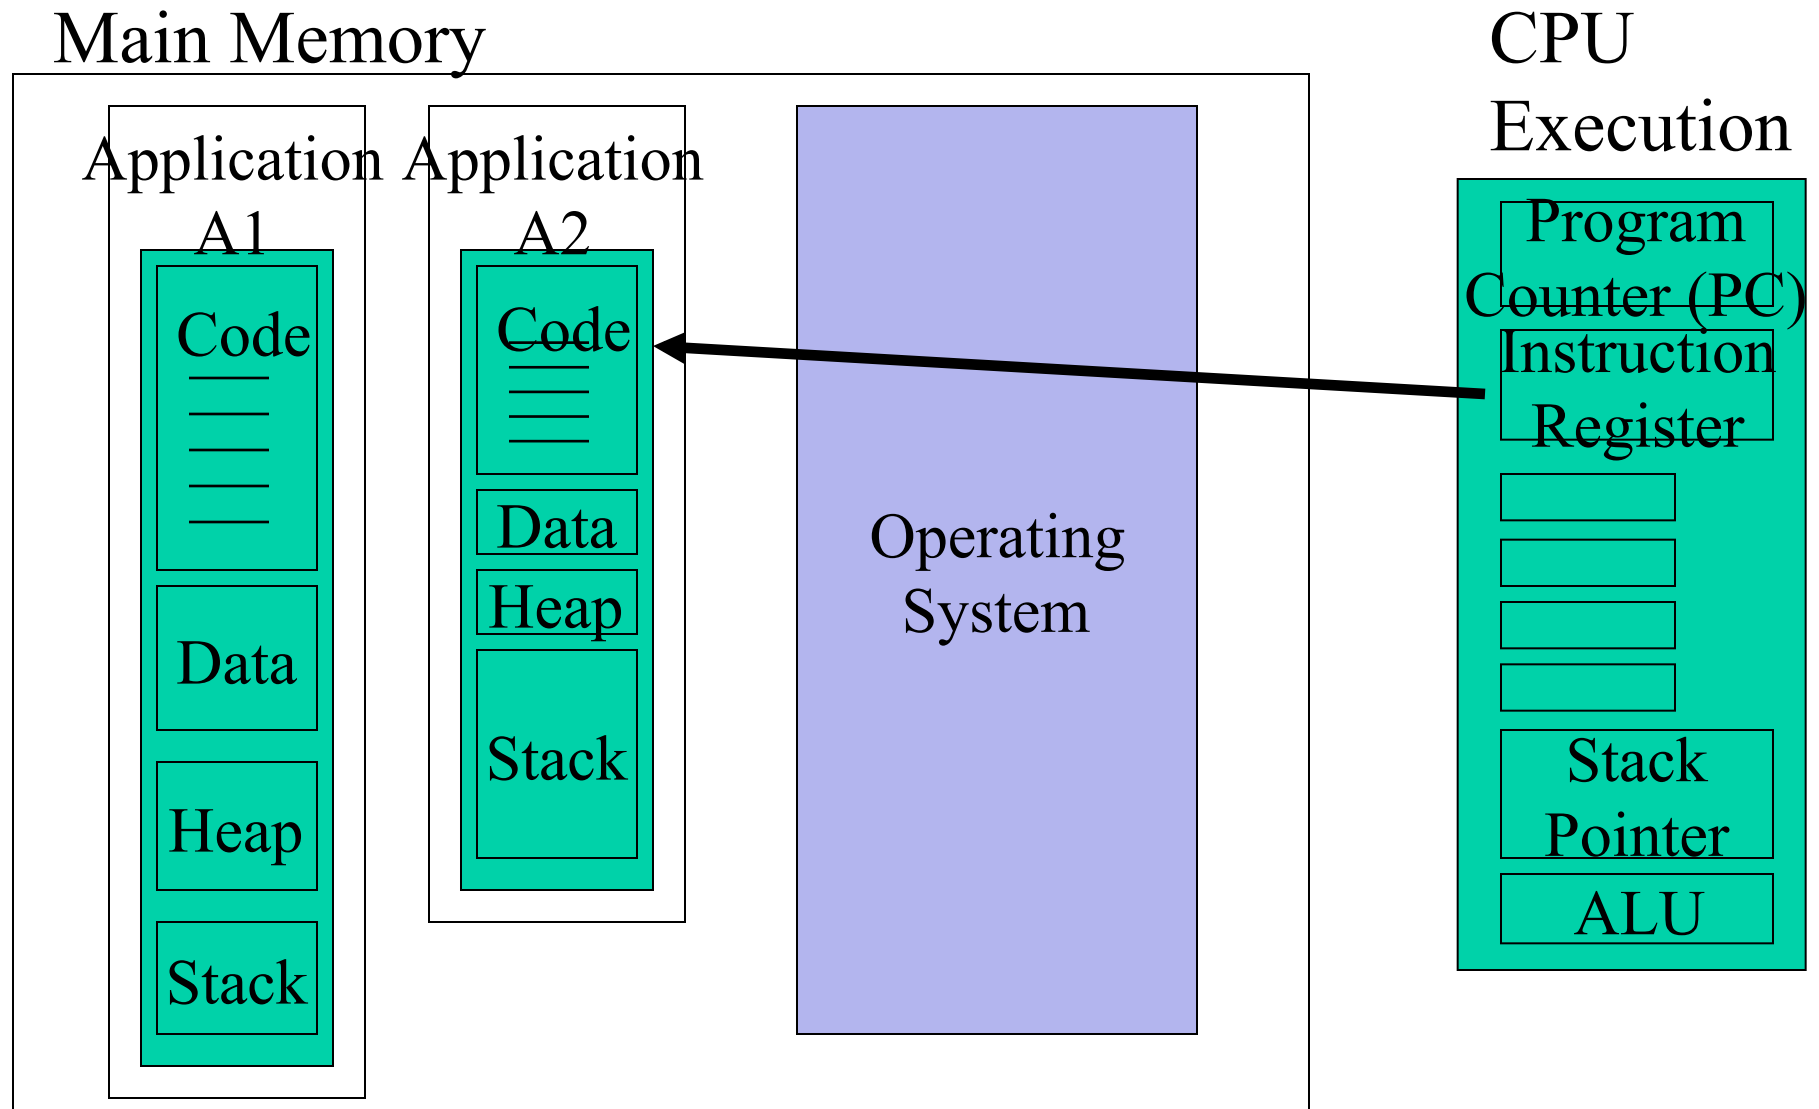 Main Memory
Application
A1
Code
Data
Heap
Stack
Application
A2
Code
Data
Heap
Stack
Operating
System
CPU
Execution
Program
Counter (PC)
Instruction
Register
Stack
Pointer
ALU